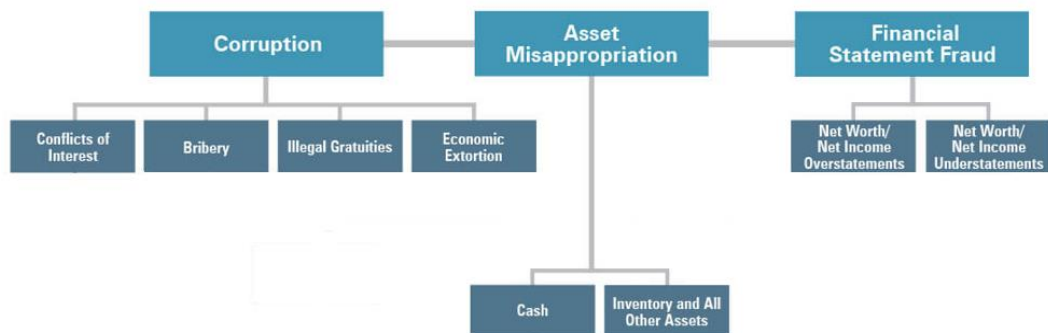 Corruption
Asset
Misappropriation
Financial
Statement Fraud
Conflicts of
Interest
Bribery
Illegal Gratuities
Economic
Extortion
Net Worth/
Net Income
Overstatements
Net Worth/
Net Income
Understatements
Cash
Inventory and All
Other Assets